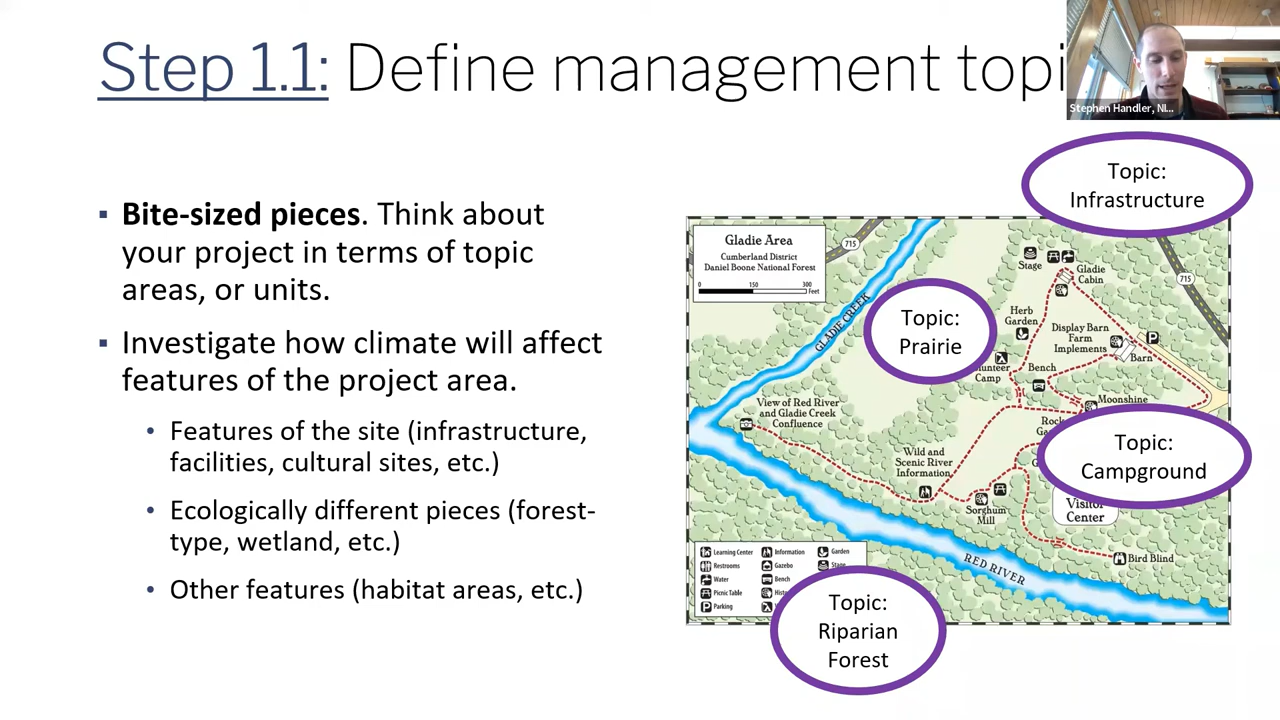 Step 1.1: Define management topi
Stephen Handler, NI...
▪ Bite-sized pieces. Think about
your project in terms of topic
areas, or units.
▪ Investigate how climate will affect
features of the project area.
• Features of the site (infrastructure,
facilities, cultural sites, etc.)
• Ecologically different pieces (forest-
type, wetland, etc.)
• Other features (habitat areas, etc.)
Topic:
Infrastructure
Gladie Area
Cumberland District
Daniel Boone National Forest
0 150 300
Feet
715
715
GLADIE CREEK
Stage
Gladie
Cabin
Topic:
Prairie
Herb
Garden
Display Barn
Farm
Implements
Barn
Camp
Bench
Moonshine
View of Red River
and Gladie Creek
Confluence
Topic:
Campground
Wild and
Scenic River
Information
Sorghum
Mill
Visitor
Center
Bird Blind
RED RIVER
Learning Center Information Garden
Restrooms Gazebo Stage
Water Bench
Picnic Table
Parking
Topic:
Riparian
Forest